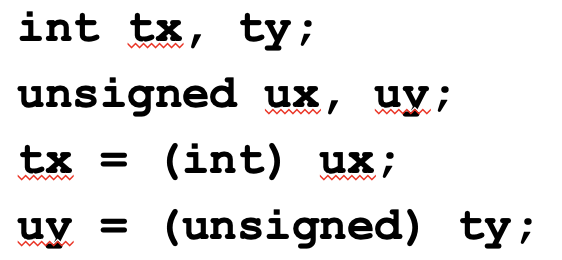 int tx, ty;
unsigned ux, uy;
tx = (int) ux;
uy = (unsigned) ty;